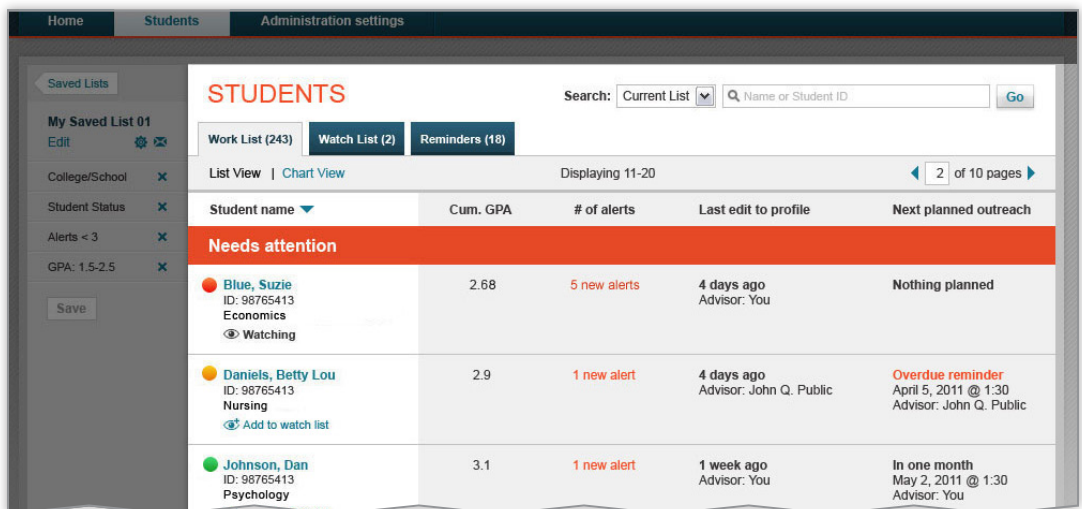 Home Students Administration settings
Saved Lists
My Saved List 01
Edit
College/School
Student Status
Alerts < 3
GPA: 1.5-2.5
Save
STUDENTS
Search: Current List Name or Student ID Go
Work List (243) Watch List (2) Reminders (18)
List View | Chart View Displaying 11-20 2 of 10 pages
Student name Cum. GPA # of alerts Last edit to profile Next planned outreach
Needs attention
Blue, Suzie 2.68 5 new alerts 4 days ago Nothing planned
ID: 98765413 Advisor: You
Economics
Watching
Daniels, Betty Lou 2.9 1 new alert 4 days ago Overdue reminder
ID: 98765413 Advisor: John Q. Public April 5, 2011 @ 1:30
Nursing Advisor: John Q. Public
Add to watch list
Johnson, Dan 3.1 1 new alert 1 week ago In one month
ID: 98765413 Advisor: You May 2, 2011 @ 1:30
Psychology Advisor: You